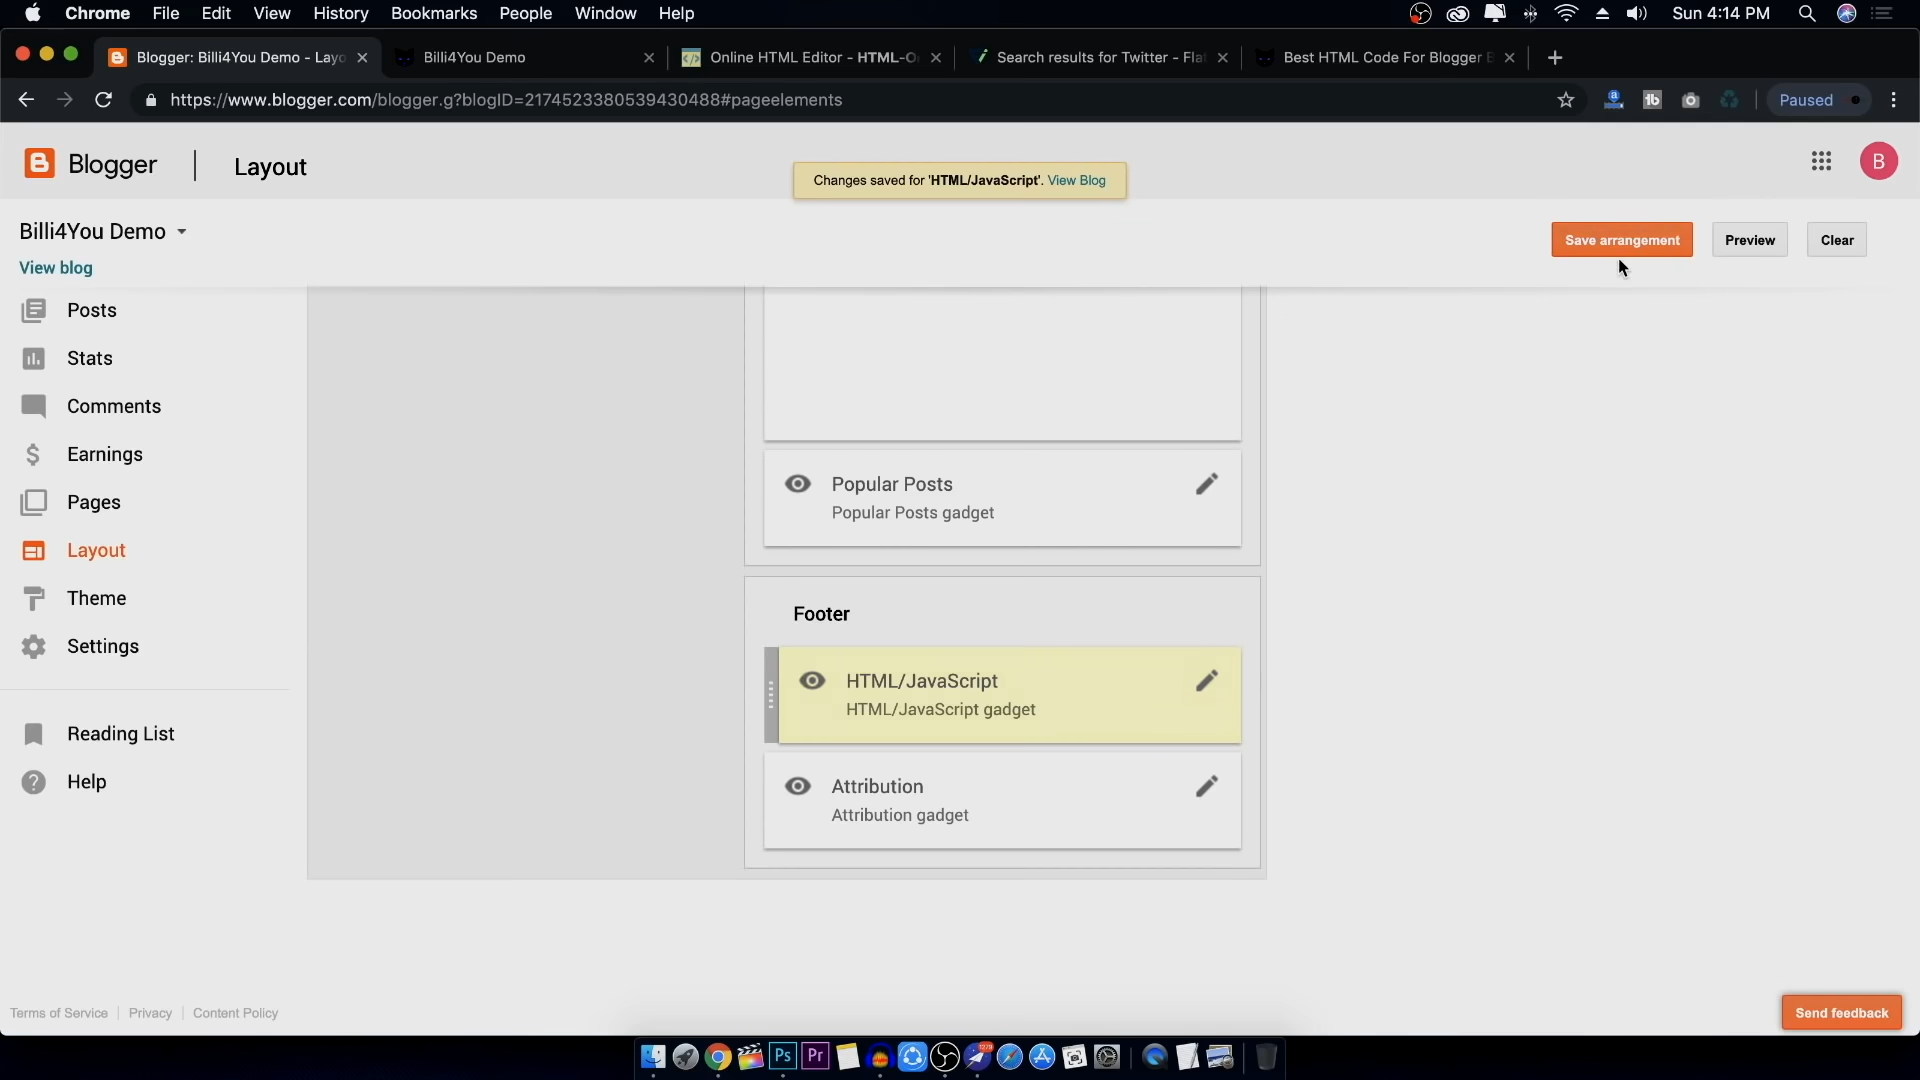 Chrome File Edit View History Bookmarks People Window Help Sun 4:14 PM
Blogger: Billi4You Demo - Layo
Billi4You Demo
Online HTML Editor - HTML-O
Search results for Twitter - Fla
Best HTML Code For Blogger B
https://www.blogger.com/blogger.g?blogID=2174523380539430488#pageelements
Paused
Blogger
Layout
Changes saved for 'HTML/JavaScript'. View Blog
B
Billi4You Demo
View blog
Save arrangement
Preview
Clear
Posts
Stats
Comments
Earnings
Pages
Layout
Theme
Settings
Reading List
Help
Popular Posts
Popular Posts gadget
Footer
HTML/JavaScript
HTML/JavaScript gadget
Attribution
Attribution gadget
Terms of Service Privacy Content Policy
Send feedback
Ps
Pr